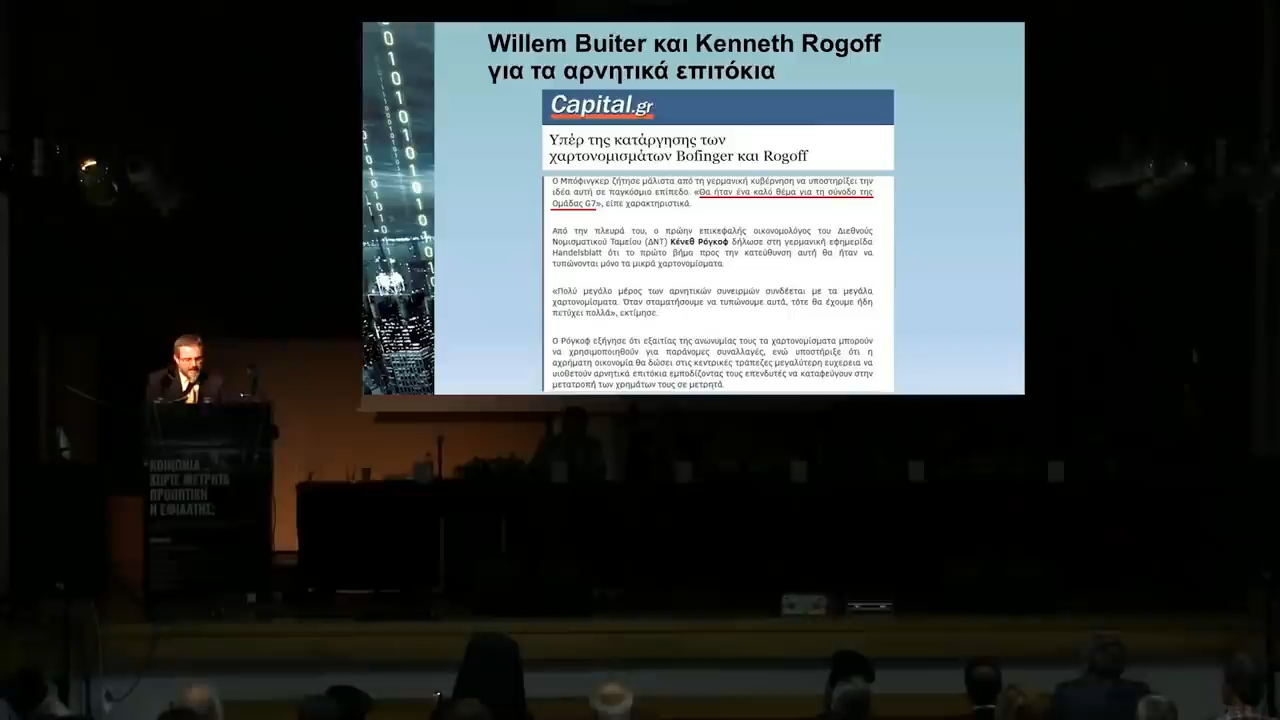 Willem Buiter και Kenneth Rogoff
για τα αρνητικά επιτόκια
Capital.gr
Υπέρ της κατάργησης των
χαρτονομισμάτων Bofinger και Rogoff
Ο Μπόφινγκερ ζήτησε μάλιστα από τη γερμανική κυβέρνηση να υποστηρίξει την
ιδέα αυτή σε παγκόσμιο επίπεδο. «Θα ήταν ένα καλό θέμα για τη σύνοδο της
Ομάδας G7», είπε χαρακτηριστικά.
Από την πλευρά του, ο πρώην επικεφαλής οικονομολόγος του Διεθνούς
Νομισματικού Ταμείου (ΔΝΤ) Κένεθ Ρόγκοφ δήλωσε στη γερμανική εφημερίδα
Handelsblatt ότι το πρώτο βήμα προς την κατεύθυνση αυτή θα ήταν να
τυπώνονται μόνο τα μικρά χαρτονομίσματα.
«Πολύ μεγάλο μέρος των αρνητικών συνειρμών συνδέεται με τα μεγάλα
χαρτονομίσματα. Όταν σταματήσουμε να τυπώνουμε αυτά, τότε θα έχουμε ήδη
πετύχει πολλά», εκτίμησε.
Ο Ρόγκοφ εξήγησε ότι εξαιτίας της ανωνυμίας τους τα χαρτονομίσματα μπορούν
να χρησιμοποιηθούν για παράνομες συναλλαγές, ενώ υποστήριξε ότι η
αχρήματη οικονομία θα δώσει στις κεντρικές τράπεζες μεγαλύτερη ευχερεια να
υιοθετούν αρνητικά επιτόκια εμποδίζοντας τους επενδυτές να καταφεύγουν στην
μετατροπή των χρημάτων τους σε μετρητά.
ΚΟΙΝΩΝΙΑ
ΧΩΡΙΣ ΜΕΤΡΗΤΑ
ΠΡΟΟΠΤΙΚΗ
Η ΕΦΙΑΛΤΗΣ;